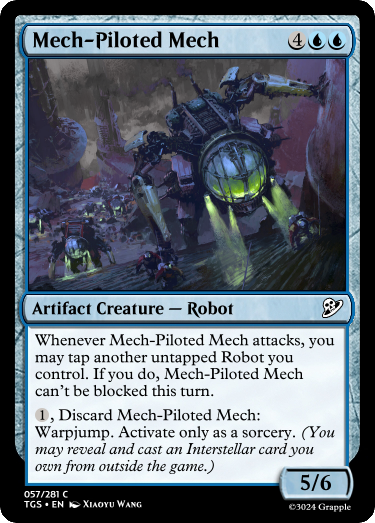 Mech-Piloted Mech 4
Artifact Creature — Robot
Whenever Mech-Piloted Mech attacks, you
may tap another untapped Robot you
control. If you do, Mech-Piloted Mech
can't be blocked this turn.
1, Discard Mech-Piloted Mech:
Warpjump. Activate only as a sorcery. (You
may reveal and cast an Interstellar card you
own from outside the game.)
5/6
057/281 C
TGS • EN Xiaoyu Wang
©3024 Grapple